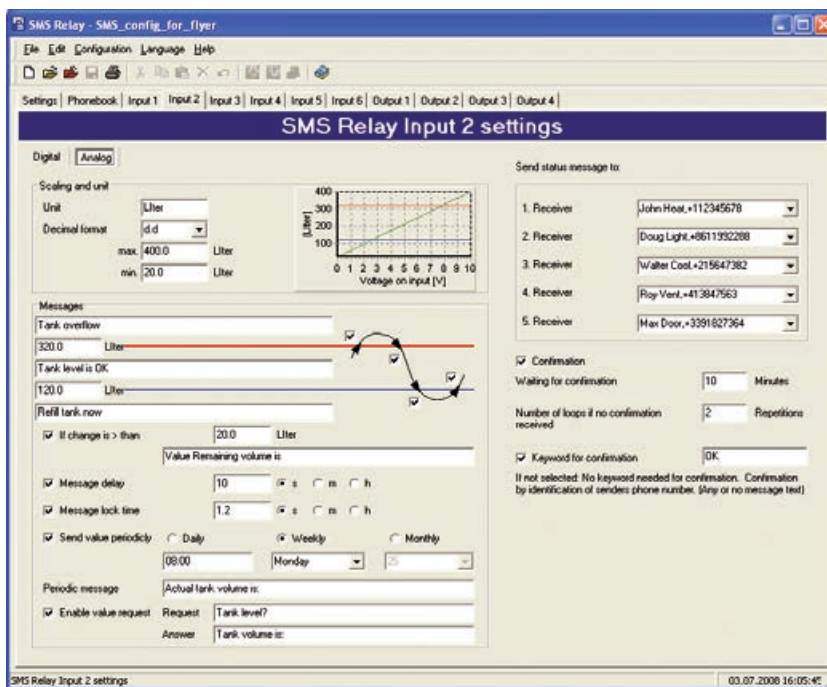 SMS Relay - SMS_config_for_flyer
File Edit Configuration Language Help
Settings Phonebook Input 1 Input 2 Input 3 Input 4 Input 5 Input 6 Output 1 Output 2 Output 3 Output 4
SMS Relay Input 2 settings
Digital Analog
Scaling and unit
Unit LIter
Decimal format d.d
max. 400.0 LIter
min. 20.0 LIter
[LIter]
400
300
200
100
0 1 2 3 4 5 6 7 8 9 10
Voltage on input [V]
Messages
Tank overflow
320.0 LIter
Tank level is OK
120.0 LIter
Refill tank now
If change is > than 20.0 LIter
Value Remaining volume is
Message delay 10 s m h
Message lock time 1.2 s m h
Send value periodicly Daily Weekly Monthly
08:00 Monday 25
Periodic message Actual tank volume is:
Enable value request Request Tank level?
Answer Tank volume is:
Send status message to:
1. Receiver John Heat,+112345678
2. Receiver Doug Light,+8611992288
3. Receiver Walter Cool,+215647382
4. Receiver Roy Vent,+413847563
5. Receiver Max Door,+3391827364
Confirmation
Waiting for confirmation 10 Minutes
Number of loops if no confirmation received 2 Repetitions
Keyword for confirmation OK
If not selected: No keyword needed for confirmation. Confirmation
by identification of senders phone number. (Any or no message text)
SMS Relay Input 2 settings 03.07.2008 16:05:45